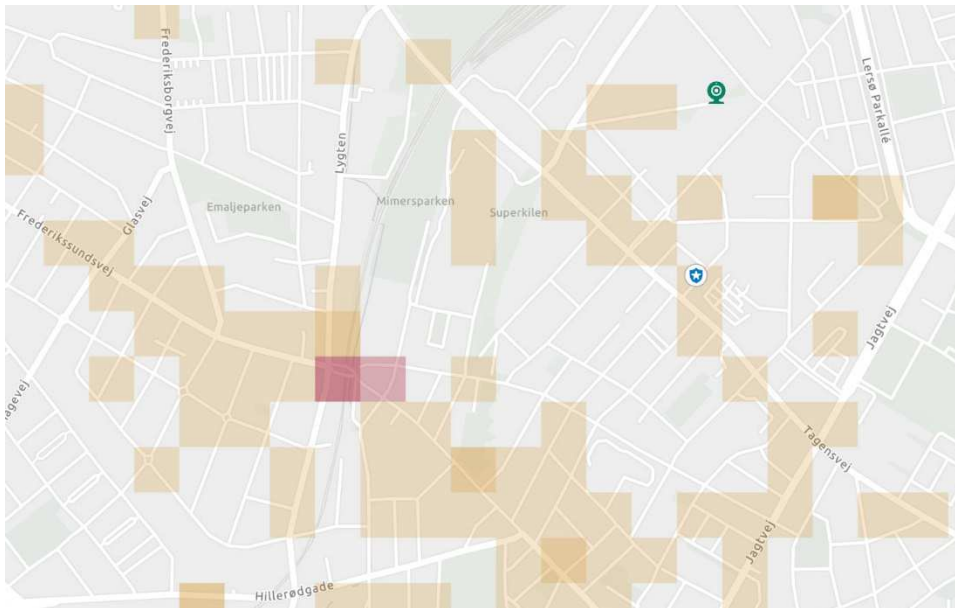 Frederiksborgvej
Lersø Parkallé
Lygten
Glasvej
Emaljeparken
Mimersparken
Superkilen
Frederikssundsvej
Jagtvej
Tagensvej
Jagtvej
Hillerødgade